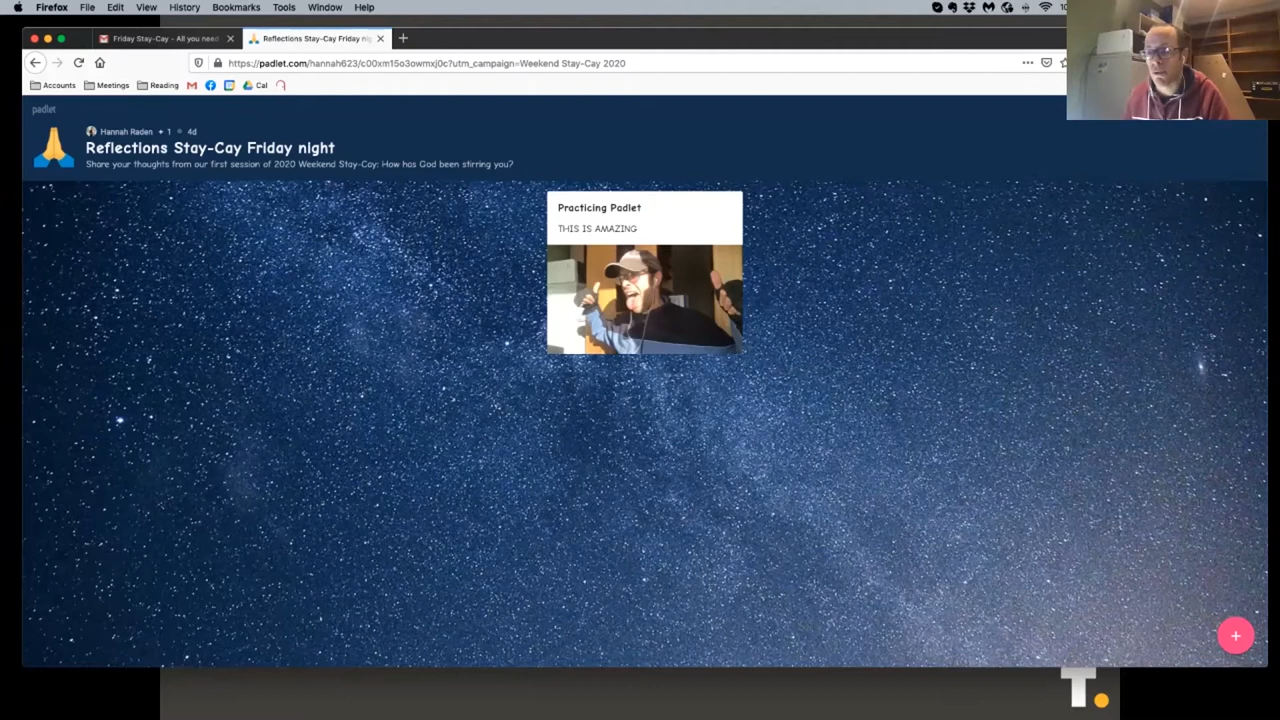 Firefox File Edit View History Bookmarks Tools Window Help
Friday Stay-Cay - All you need
Reflections Stay-Cay Friday nig
https://padlet.com/hannah623/c00xm15o3owmxj0c?utm_campaign=Weekend Stay-Cay 2020
Accounts Meetings Reading Cal
padlet
Hannah Raden + 1 4d
Reflections Stay-Cay Friday night
Share your thoughts from our first session of 2020 Weekend Stay-Cay: How has God been stirring you?
Practicing Padlet
THIS IS AMAZING
T.